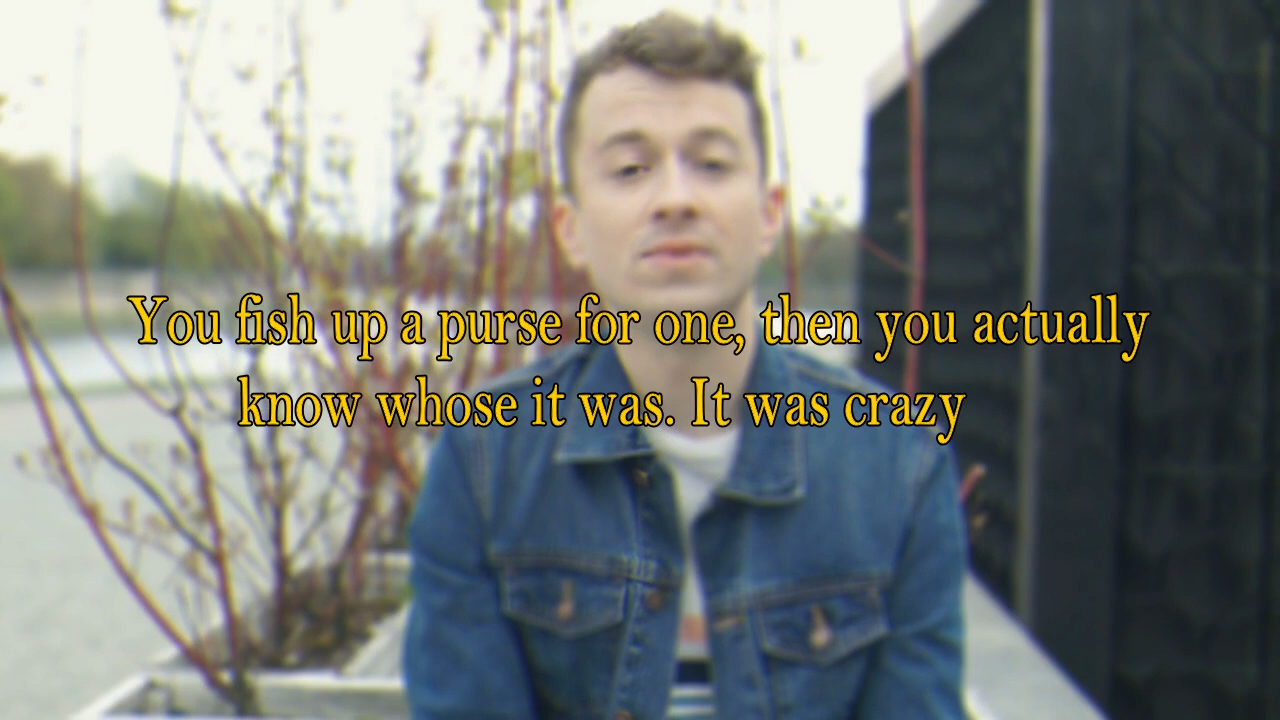 You fish up a purse for one, then you actually
know whose it was. It was crazy